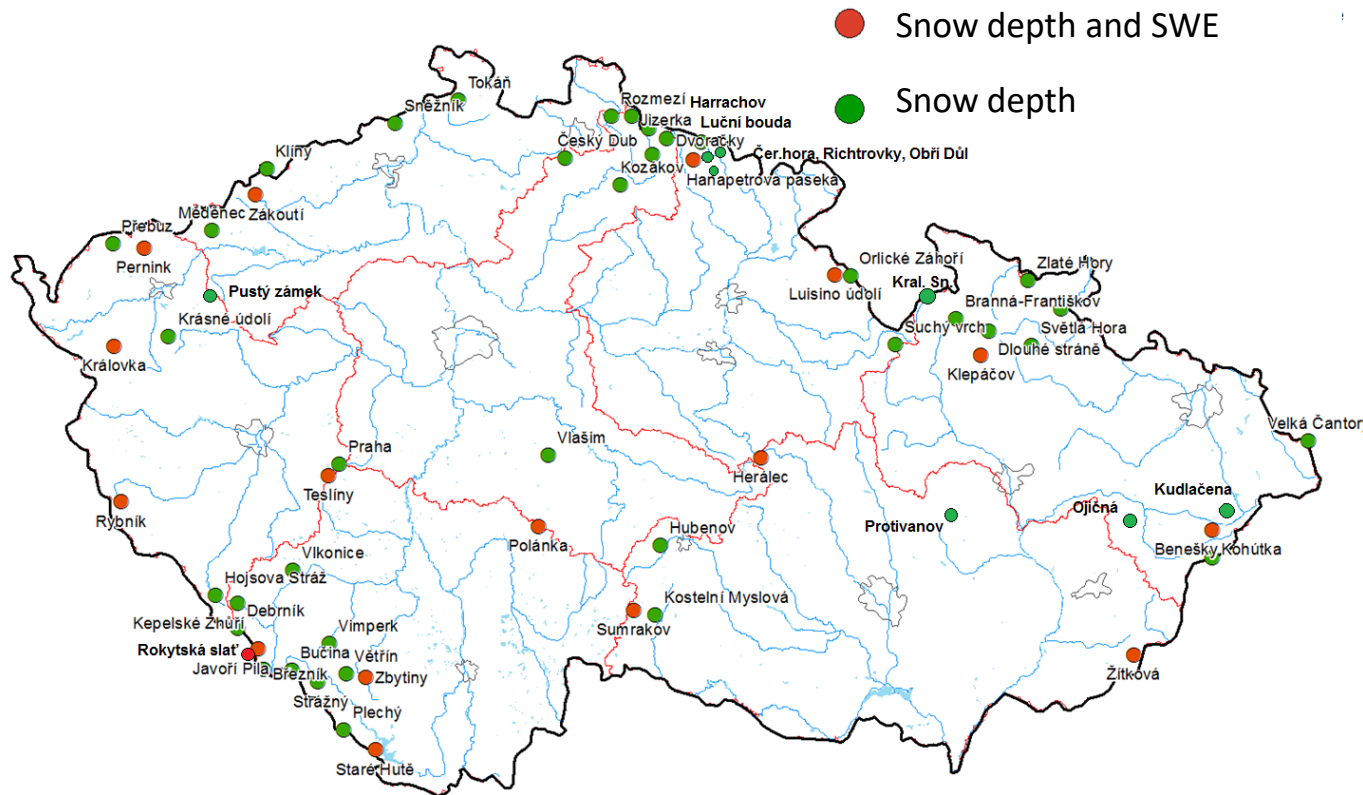 Snow depth and SWE
Snow depth
Tokáň
Sněžník
Rozmezí
Harrachov
Jizerka
Luční bouda
Český Dub
Dvoračky
Čer.hora, Richtrovky, Obří Důl
Klíny
Kozákov
Hanapetrova paseka
Měděnec
Zákoutí
Přebuz
Pernink
Orlické Záhoří
Zlaté Hory
Luisino údolí
Kral. Sn.
Pustý zámek
Branná-Františkov
Krásné údolí
Suchý vrch
Světlá Hora
Dlouhé stráně
Královka
Klepáčov
Velká Čantory
Praha
Vlašim
Herálec
Teslíny
Kudlačena
Rybník
Ojičná
Protivanov
Polánka
Hubenov
Benešky
Kohútka
Vlkonice
Hojsova Stráž
Debrník
Kostelní Myslová
Kepelské Zhůří
Vimperk
Sumrakov
Rokytská slať
Bučina
Větřín
Javoří Pila
Březník
Zbytiny
Žítková
Strážný
Plechý
Staré Hutě